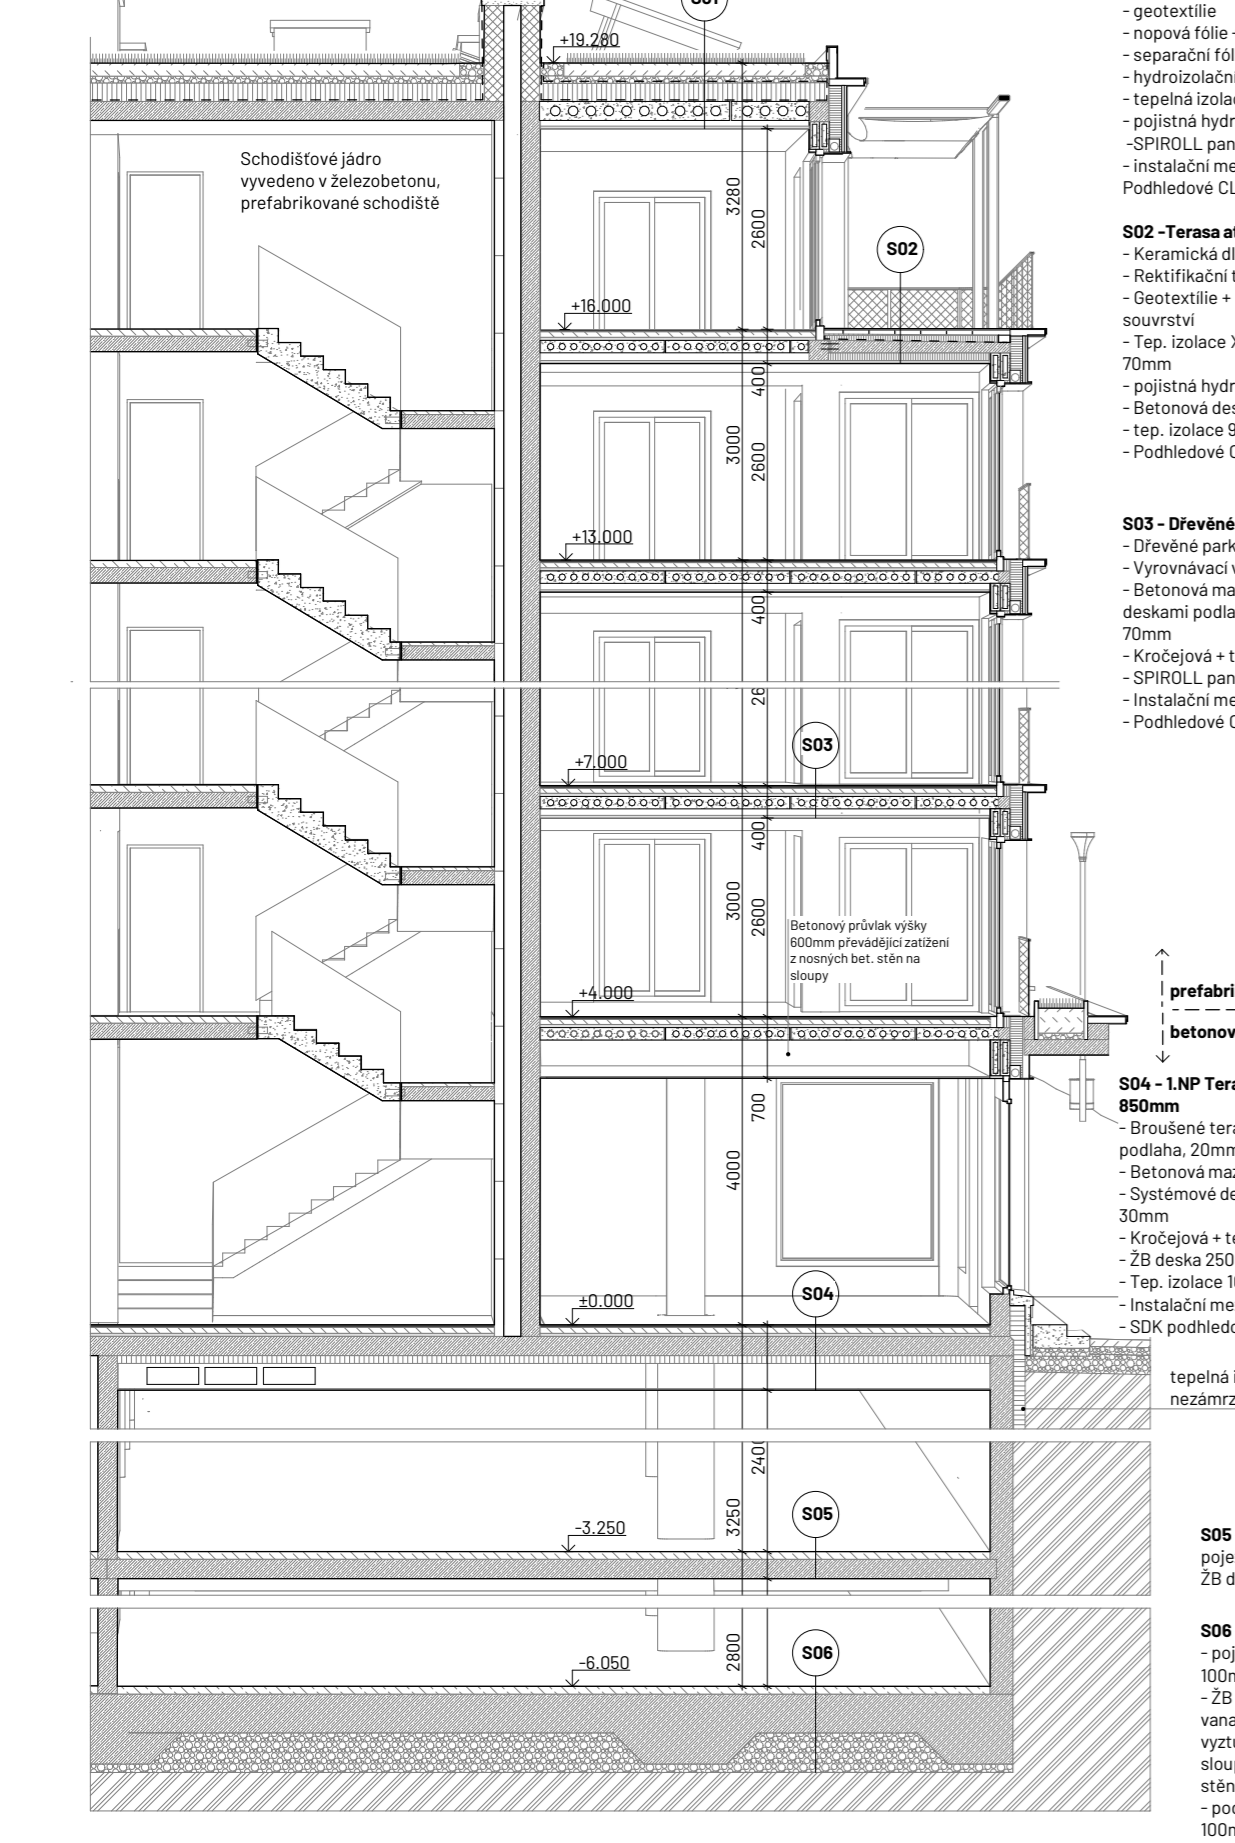 +19.280
Schodišťové jádro
vyvedeno v železobetonu,
prefabrikované schodiště
3280
2600
S02
+16.000
400
3000
2600
+13.000
400
S03
+7.000
400
3000
2600
Betonový průvlak výšky
600mm převádějící zatížení
z nosných bet. stěn na
sloupy
+4.000
700
4000
S04
±0.000
2400
3250
S05
-3.250
2800
S06
-6.050
- geotextílie
- nopová fólie -
- separační fól
- hydroizolační
- tepelná izolac
- pojistná hydr
-SPIROLL pan
- instalační me
Podhledové CL
S02 -Terasa at
- Keramická dl
- Rektifikační t
- Geotextílie +
souvrství
- Tep. izolace X
70mm
- pojistná hydr
- Betonová des
- tep. izolace 9
- Podhledové C
S03 - Dřevěné
- Dřevěné park
- Vyrovnávací v
- Betonová maz
deskami podla
70mm
- Kročejová + t
- SPIROLL pan
- Instalační me
- Podhledové C
prefabri
betonov
S04 - 1.NP Tera
850mm
- Broušené tera
podlaha, 20mm
- Betonová maz
- Systémové de
30mm
- Kročejová + te
- ŽB deska 250
- Tep. izolace 10
- Instalační me
- SDK podhledo
tepelná i
nezámrz
S05
poje
ŽB d
S06
- poj
100m
- ŽB
vana
vyztu
sloup
stěn
- pod
100m